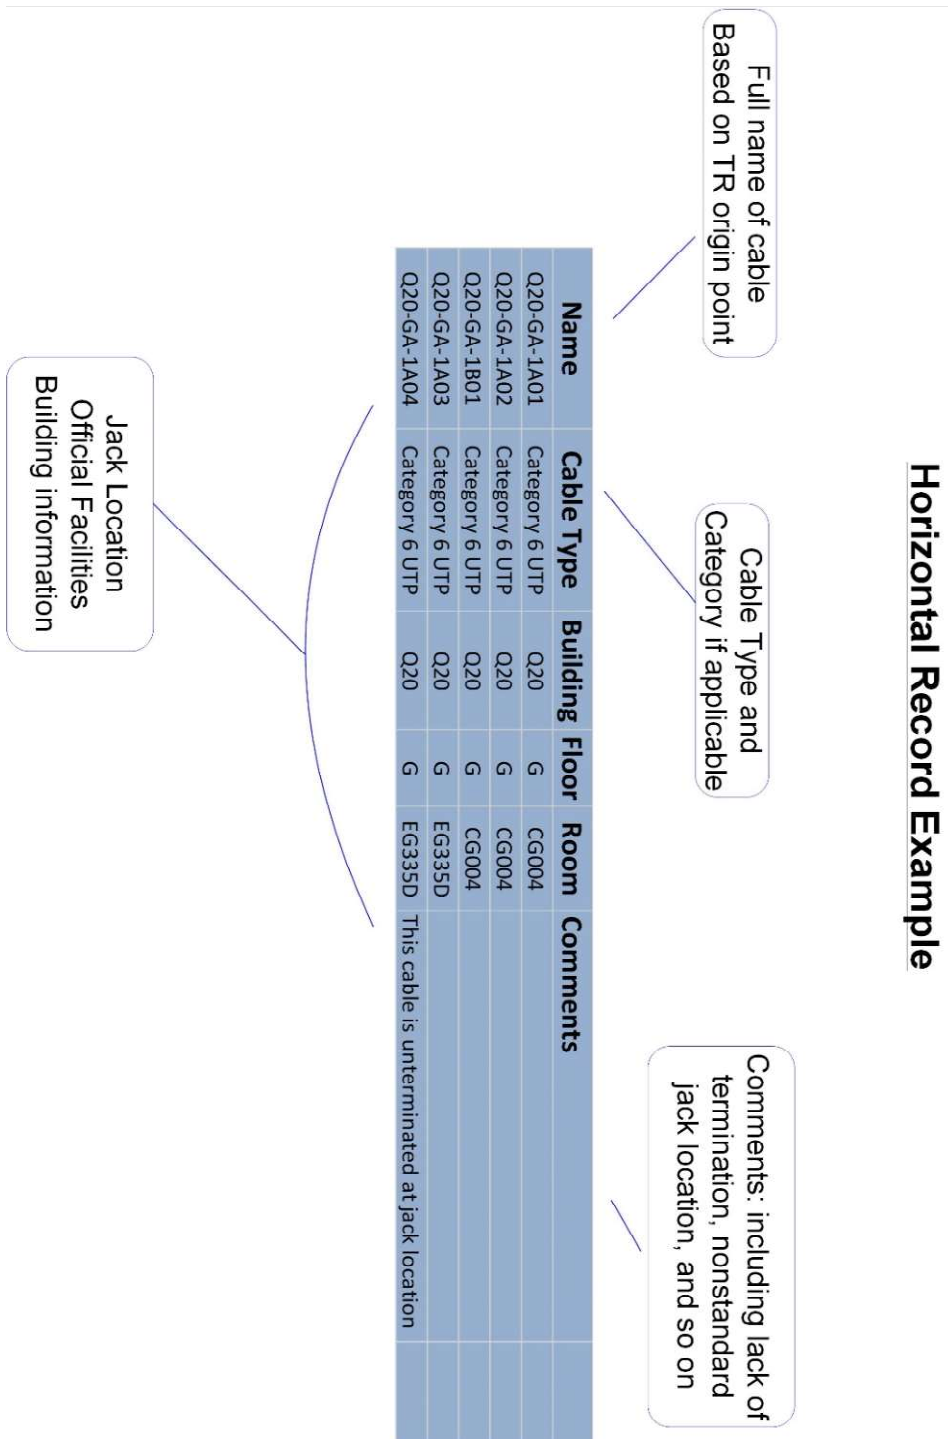 Horizontal Record Example
Full name of cable
Based on TR origin point
Cable Type and
Category if applicable
Comments: including lack of
termination, nonstandard
jack location, and so on
Name Cable Type Building Floor Room Comments
Q20-GA-1A01 Category 6 UTP Q20 G CG004
Q20-GA-1A02 Category 6 UTP Q20 G CG004
Q20-GA-1B01 Category 6 UTP Q20 G CG004
Q20-GA-1A03 Category 6 UTP Q20 G EG335D
Q20-GA-1A04 Category 6 UTP Q20 G EG335D This cable is unterminated at jack location
Jack Location
Official Facilities
Building information